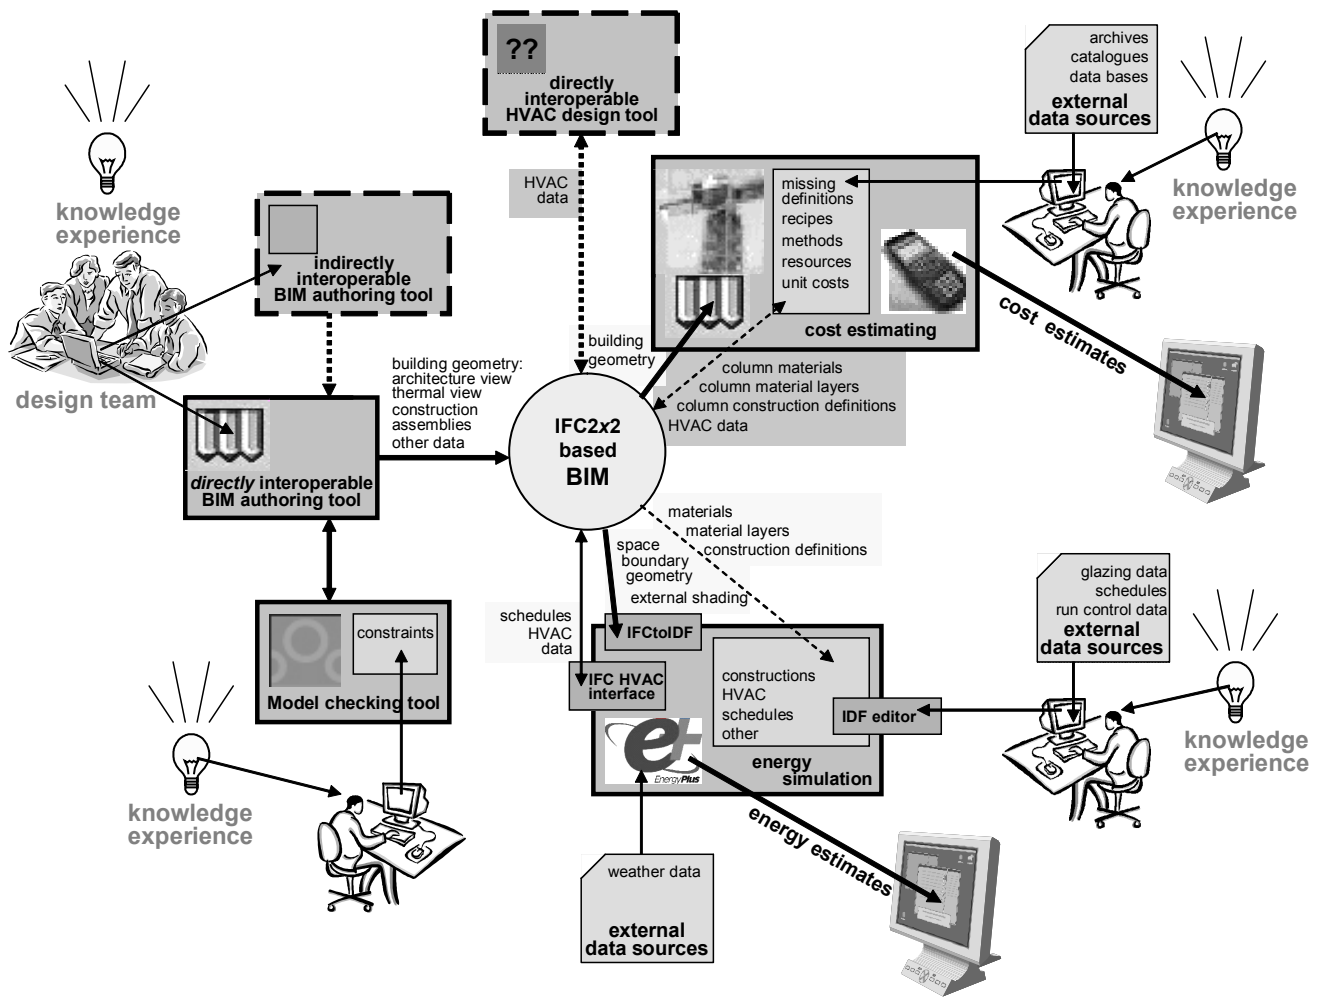 ??
directly
interoperable
HVAC design tool
archives
catalogues
data bases
external
data sources
knowledge
experience
knowledge
experience
HVAC
data
missing
definitions
recipes
methods
resources
unit costs
cost estimating
indirectly
interoperable
BIM authoring tool
design team
cost estimates
building
geometry
building geometry:
architecture view
thermal view
construction
assemblies
other data
column materials
column material layers
column construction definitions
HVAC data
IFC2x2
based
BIM
directly interoperable
BIM authoring tool
materials
material layers
construction definitions
space
boundary
geometry
external shading
schedules
HVAC
data
glazing data
schedules
run control data
external
data sources
constraints
Model checking tool
IFCtoIDF
IFC HVAC
interface
constructions
HVAC
schedules
other
IDF editor
energy
simulation
e+
EnergyPlus
knowledge
experience
knowledge
experience
energy estimates
weather data
external
data sources